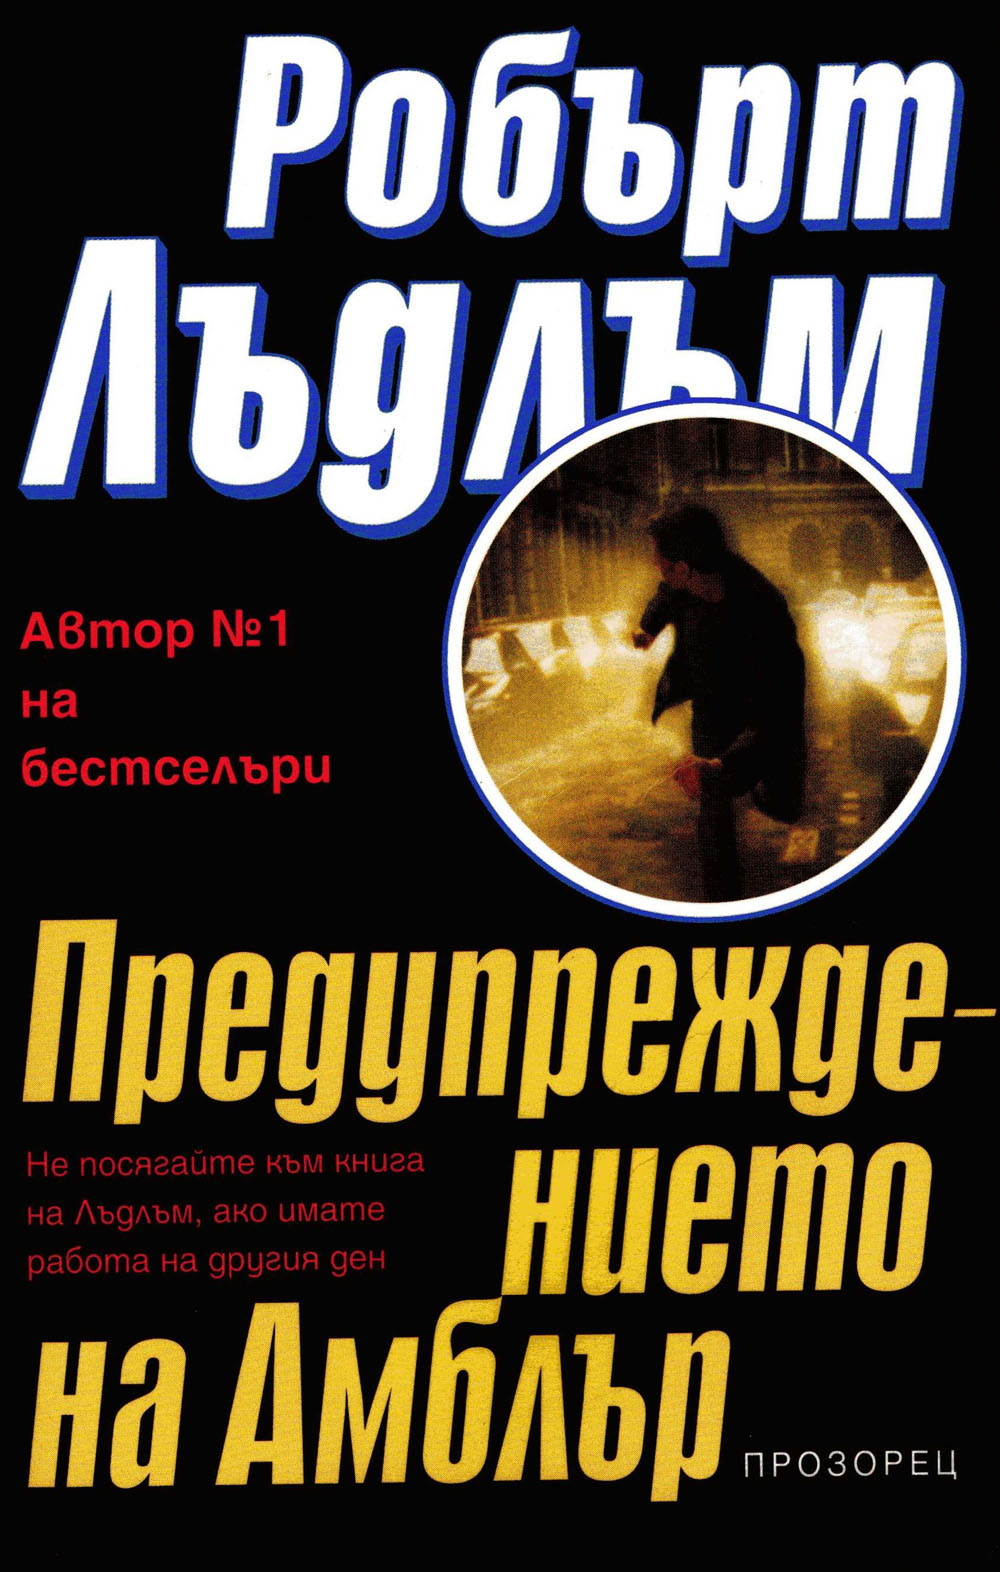 Робърт
Лъдлъм
Автор №1
на
бестселъри
Предупрежде-
нието
Не посягайте към книга
на Лъдлъм, ако имате
работа на другия ден
на Амблър
ПРОЗОРЕЦ